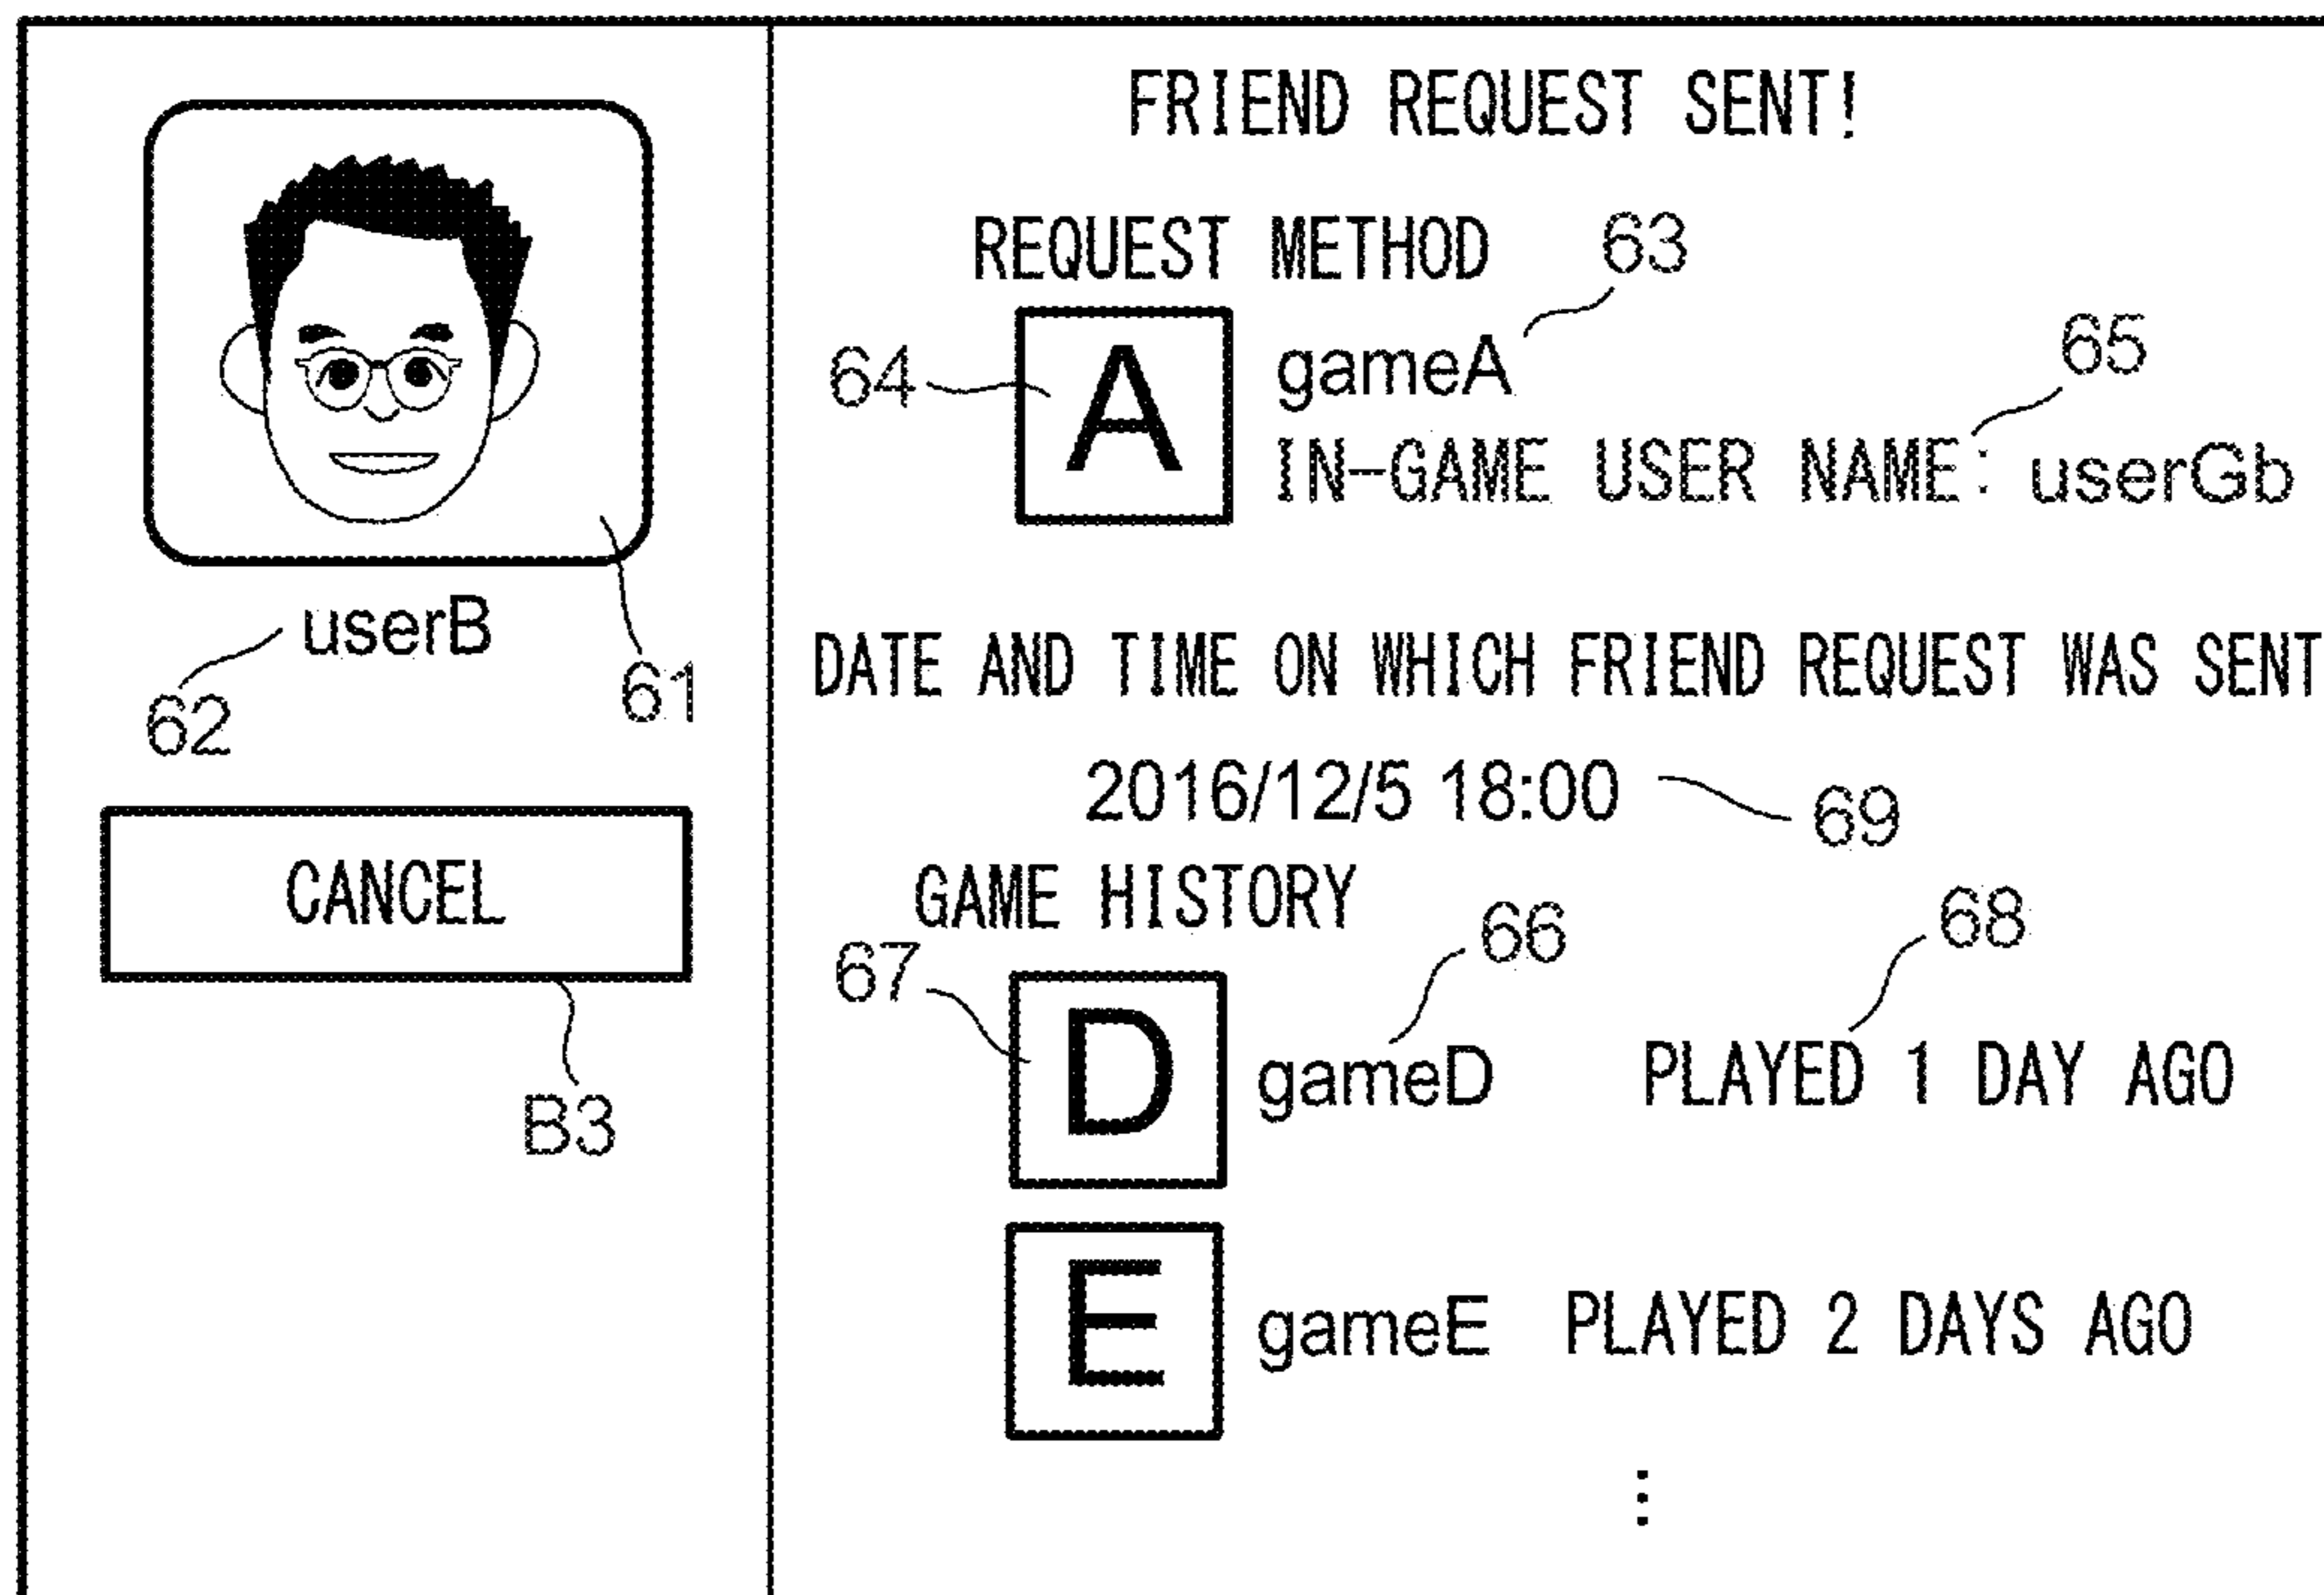 userB
62
61
CANCEL
B3
FRIEND REQUEST SENT!
REQUEST METHOD 63
64 A gameA 65
IN-GAME USER NAME: userGb
DATE AND TIME ON WHICH FRIEND REQUEST WAS SENT
2016/12/5 18:00 69
GAME HISTORY
67 66 68
D gameD PLAYED 1 DAY AGO
E gameE PLAYED 2 DAYS AGO
⋮